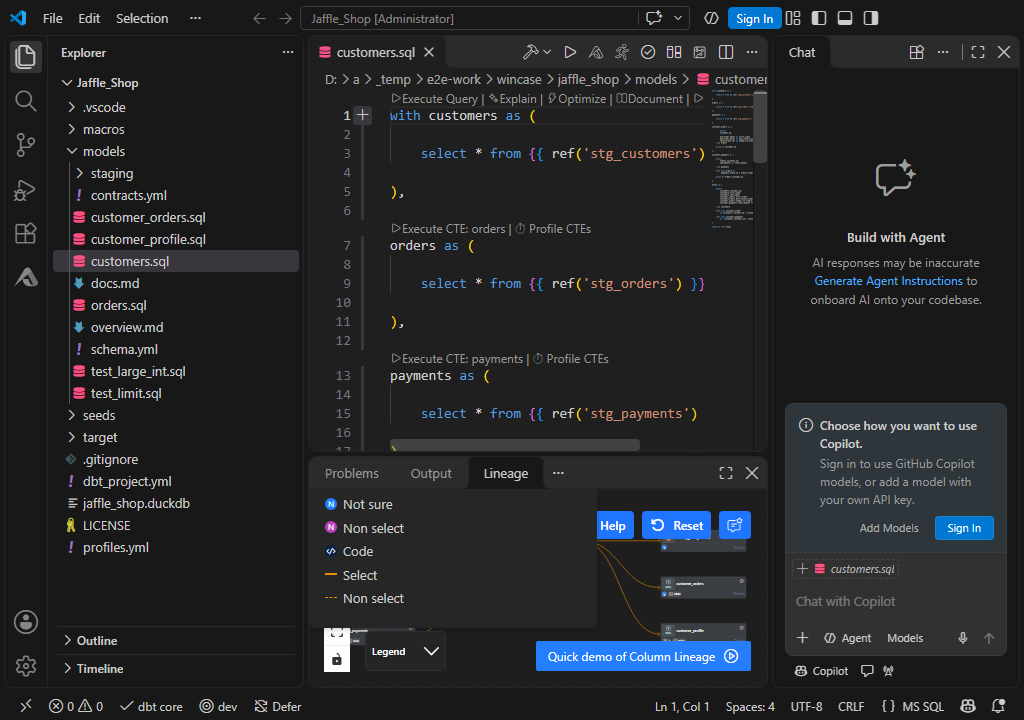 File Edit Selection ··· Jaffle_Shop [Administrator] Sign In
Explorer
Jaffle_Shop
.vscode
macros
models
staging
contracts.yml
customer_orders.sql
customer_profile.sql
customers.sql
docs.md
orders.sql
overview.md
schema.yml
test_large_int.sql
test_limit.sql
seeds
target
.gitignore
dbt_project.yml
jaffle_shop.duckdb
LICENSE
profiles.yml
Outline
Timeline
customers.sql
D: > a > _temp > e2e-work > wincase > jaffle_shop > models > customer
Execute Query | Explain | Optimize | Document |
1 with customers as (
2
3 select * from {{ ref('stg_customers')
4
5 ),
6
Execute CTE: orders | Profile CTEs
7 orders as (
8
9 select * from {{ ref('stg_orders') }}
10
11 ),
12
Execute CTE: payments | Profile CTEs
13 payments as (
14
15 select * from {{ ref('stg_payments')
16
17 )
Problems Output Lineage ···
N Not sure
N Non select
Code
Select
Non select
Help Reset
customer_orders
customer_profile
Legend
Quick demo of Column Lineage
Chat
Build with Agent
AI responses may be inaccurate
Generate Agent Instructions to
onboard AI onto your codebase.
Choose how you want to use
Copilot.
Sign in to use GitHub Copilot
models, or add a model with
your own API key.
Add Models Sign In
customers.sql
Chat with Copilot
Agent Models
Copilot
0 0 dbt core dev Defer Ln 1, Col 1 Spaces: 4 UTF-8 CRLF {} MS SQL